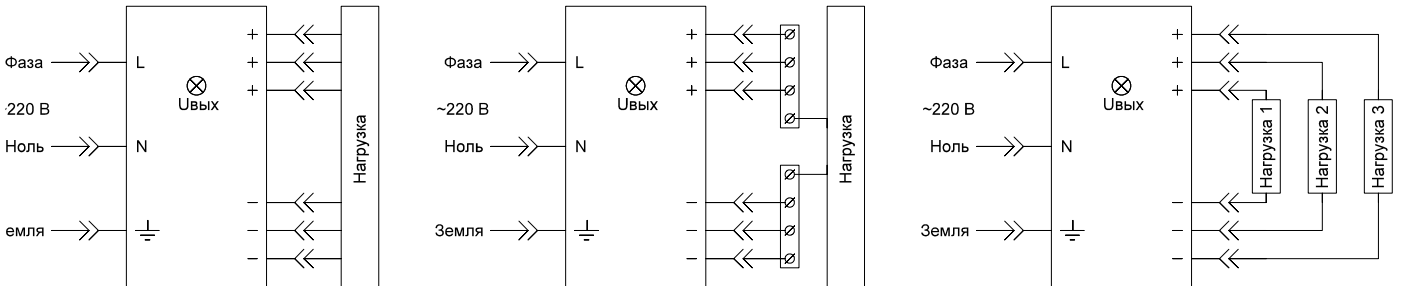 +
Фаза
L
+
Uвых
+
·220 В
Нагрузка
Ноль
N
−
емля
−
−
+
Фаза
L
+
Uвых
+
~220 В
Нагрузка
Ноль
N
−
Земля
−
−
+
Фаза
L
+
Uвых
+
~220 В
Нагрузка 1
Нагрузка 2
Нагрузка 3
Ноль
N
−
Земля
−
−